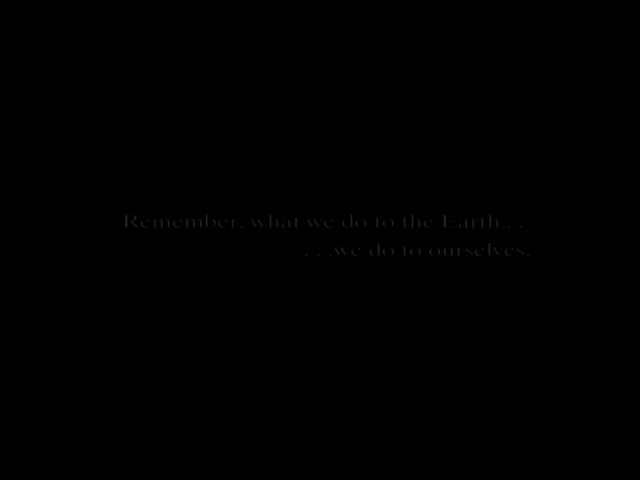 Remember, what we do to the Earth . . .
. . .we do to ourselves.